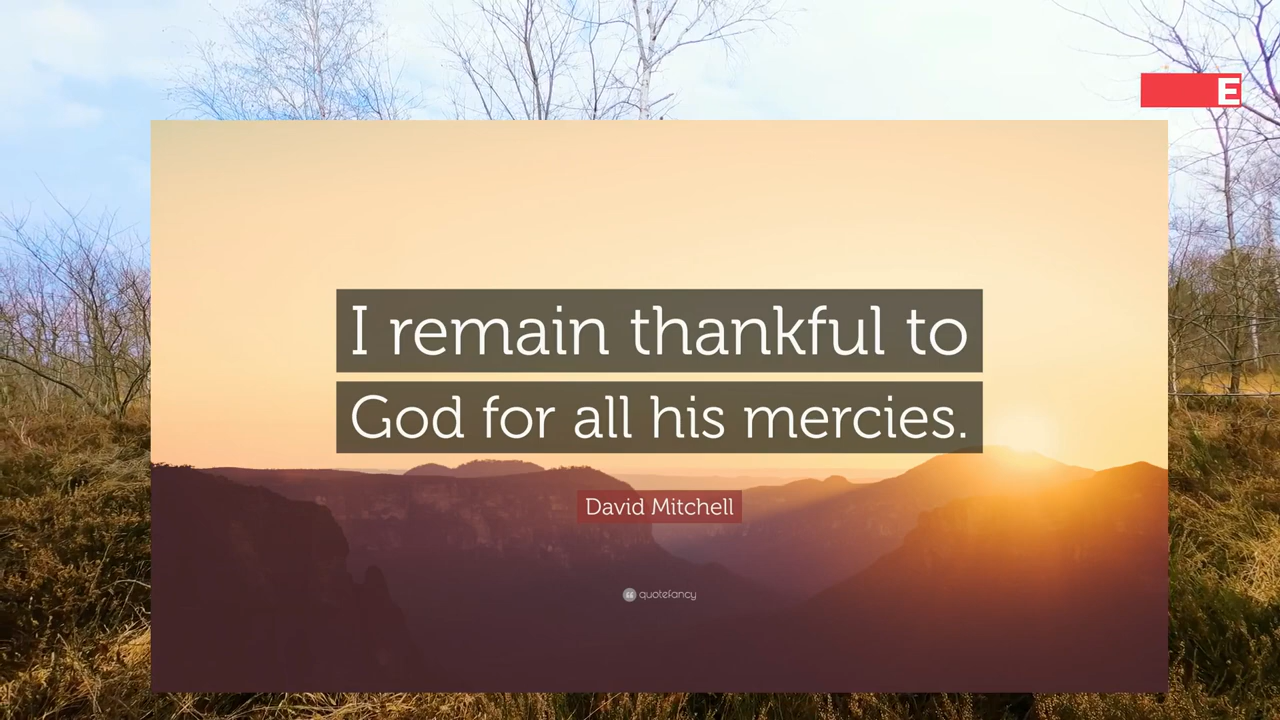 E
I remain thankful to
God for all his mercies.
David Mitchell
quotefancy